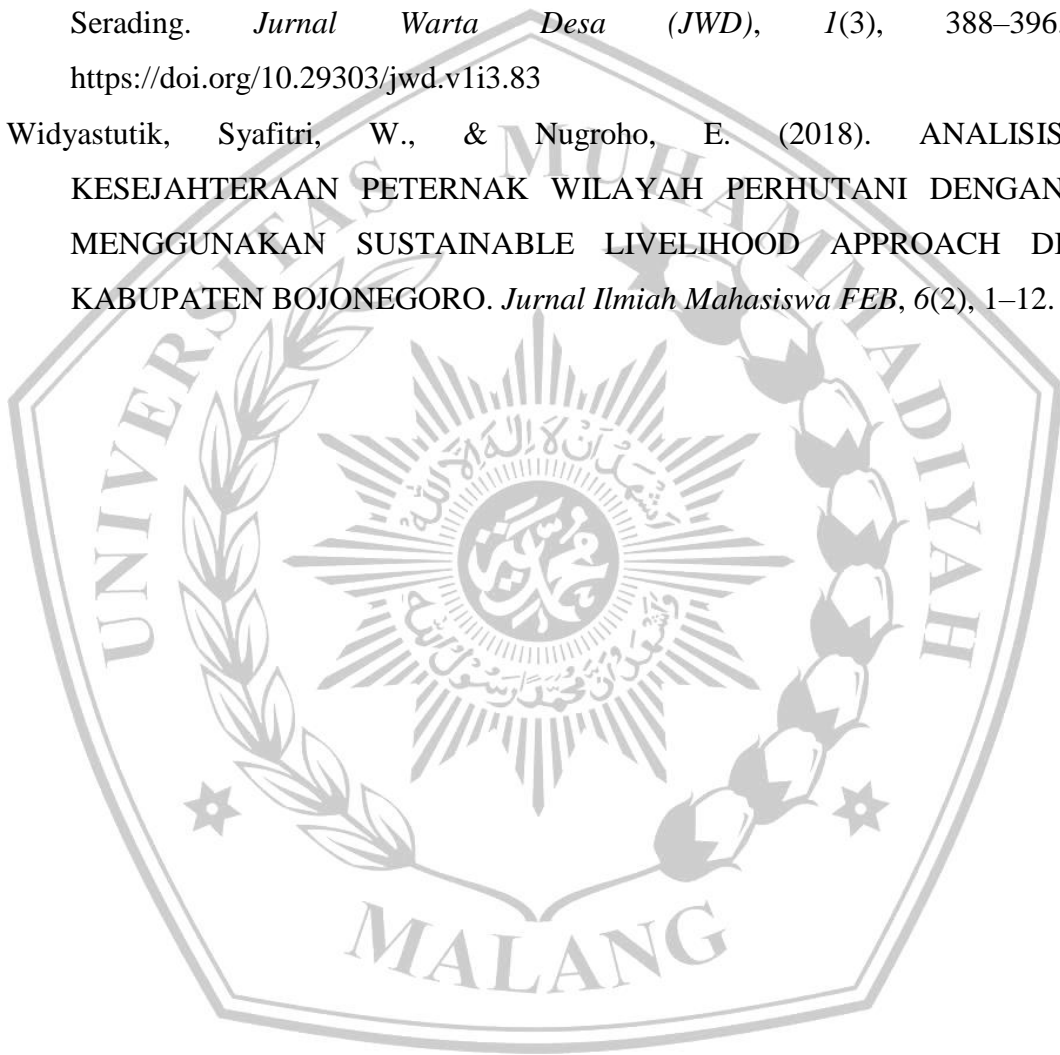 Serading. Jurnal Warta Desa (JWD), 1(3), 388–396.
https://doi.org/10.29303/jwd.v1i3.83
Widyastutik, Syafitri, W., & Nugroho, E. (2018). ANALISIS
KESEJAHTERAAN PETERNAK WILAYAH PERHUTANI DENGAN
MENGGUNAKAN SUSTAINABLE LIVELIHOOD APPROACH DI
KABUPATEN BOJONEGORO. Jurnal Ilmiah Mahasiswa FEB, 6(2), 1–12.
UNIVERSITAS MUHAMMADIYAH
MALANG